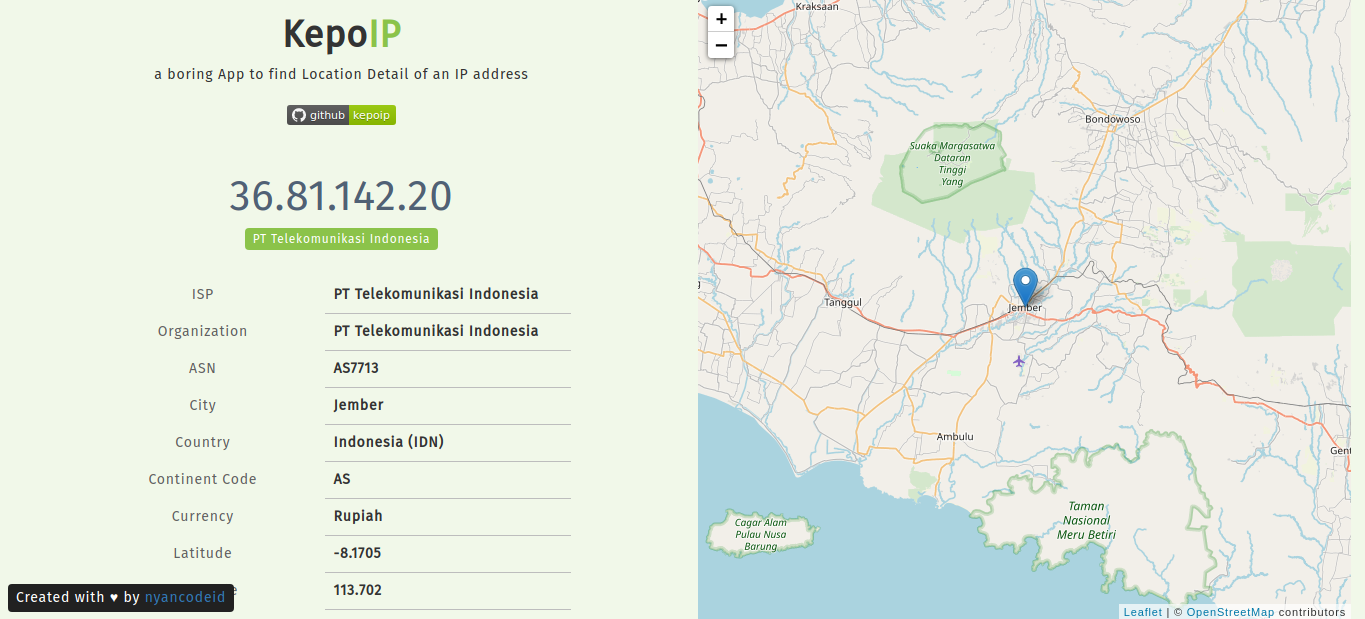 KepoIP
a boring App to find Location Detail of an IP address
github kepoip
36.81.142.20
PT Telekomunikasi Indonesia
ISP PT Telekomunikasi Indonesia
Organization PT Telekomunikasi Indonesia
ASN AS7713
City Jember
Country Indonesia (IDN)
Continent Code AS
Currency Rupiah
Latitude -8.1705
113.702
Created with ♥ by nyancodeid
+
−
Kraksaan
Bondowoso
Suaka Margasatwa
Dataran
Tinggi
Yang
Tanggul
Jember
Ambulu
Gent
Taman
Nasional
Meru Betiri
Cagar Alam
Pulau Nusa
Barung
Leaflet | © OpenStreetMap contributors